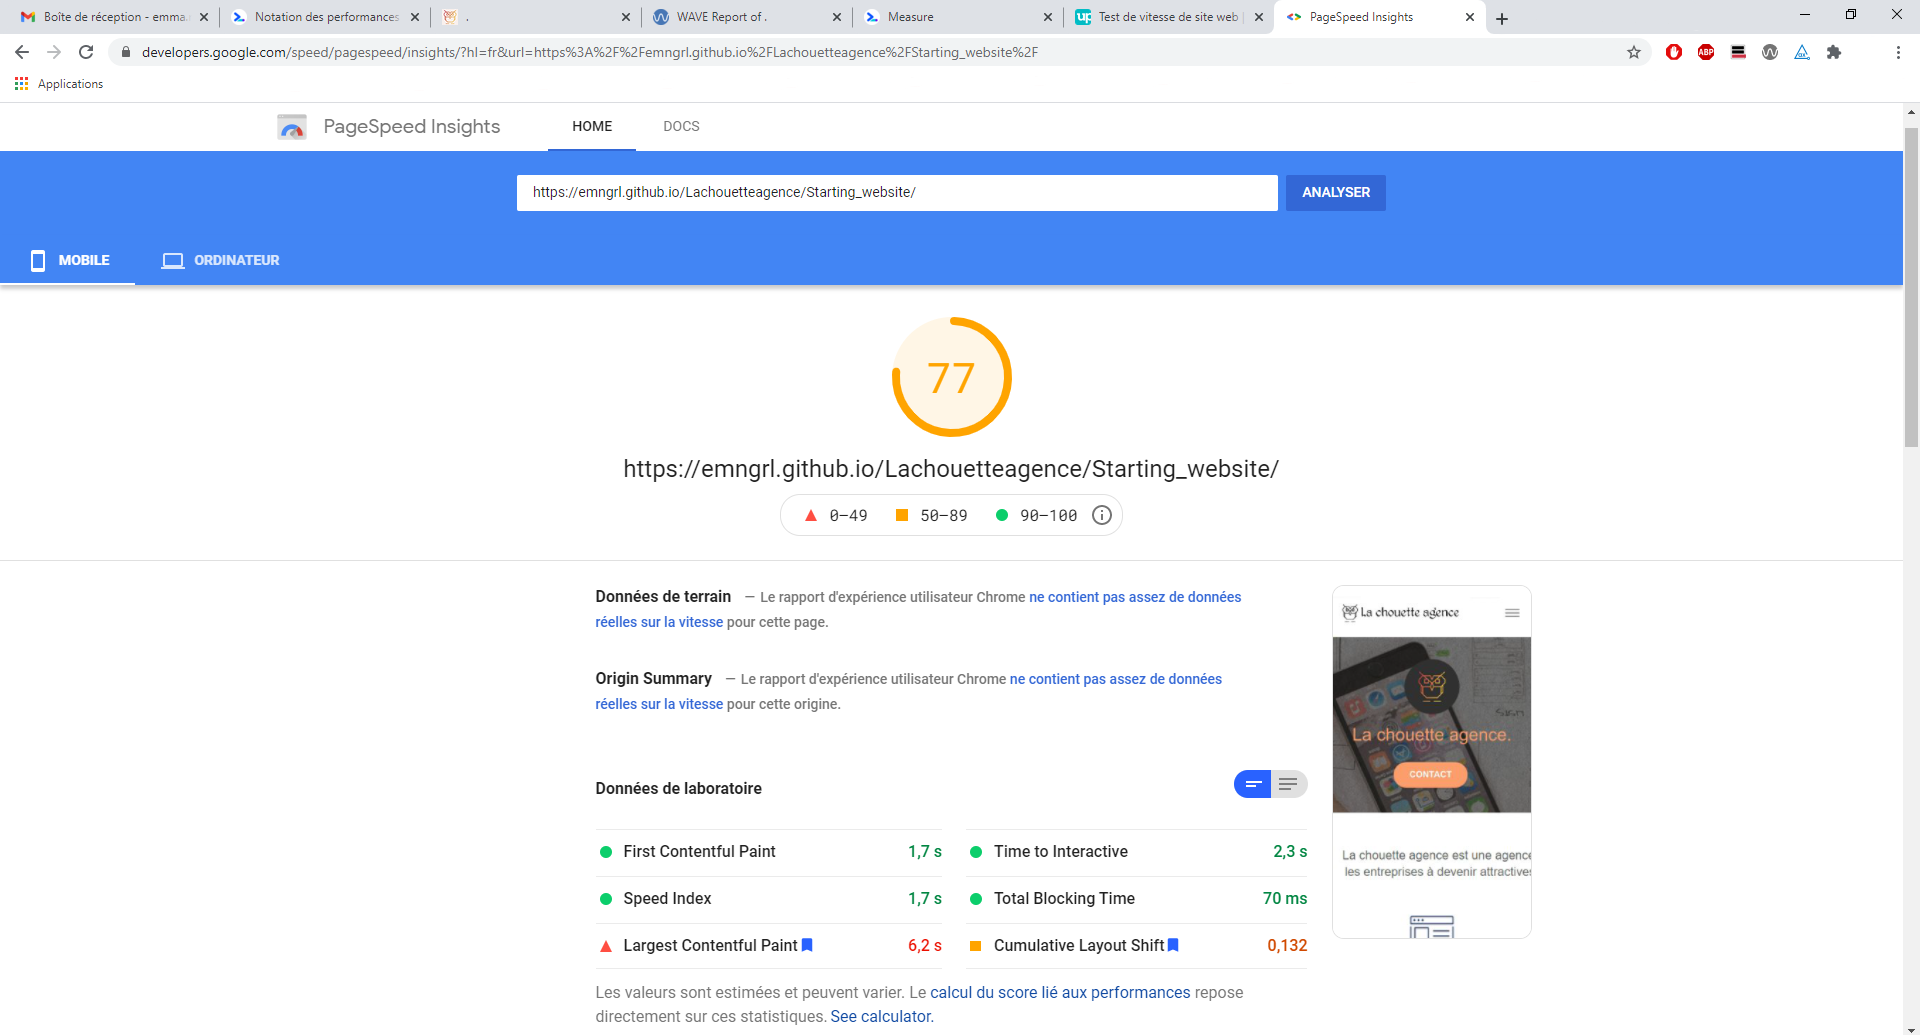 Boîte de réception - emma.
Notation des performances
.
WAVE Report of .
Measure
Test de vitesse de site web |
PageSpeed Insights
developers.google.com/speed/pagespeed/insights/?hl=fr&url=https%3A%2F%2Femngrl.github.io%2FLachouetteagence%2FStarting_website%2F
ABP
Applications
PageSpeed Insights
HOME
DOCS
https://emngrl.github.io/Lachouetteagence/Starting_website/
ANALYSER
MOBILE
ORDINATEUR
77
https://emngrl.github.io/Lachouetteagence/Starting_website/
0–49
50–89
90–100
Données de terrain — Le rapport d'expérience utilisateur Chrome ne contient pas assez de données
réelles sur la vitesse pour cette page.
Origin Summary — Le rapport d'expérience utilisateur Chrome ne contient pas assez de données
réelles sur la vitesse pour cette origine.
La chouette agence
La chouette agence.
CONTACT
La chouette agence est une agence
les entreprises à devenir attractives
Données de laboratoire
First Contentful Paint 1,7 s
Time to Interactive 2,3 s
Speed Index 1,7 s
Total Blocking Time 70 ms
Largest Contentful Paint 6,2 s
Cumulative Layout Shift 0,132
Les valeurs sont estimées et peuvent varier. Le calcul du score lié aux performances repose
directement sur ces statistiques. See calculator.